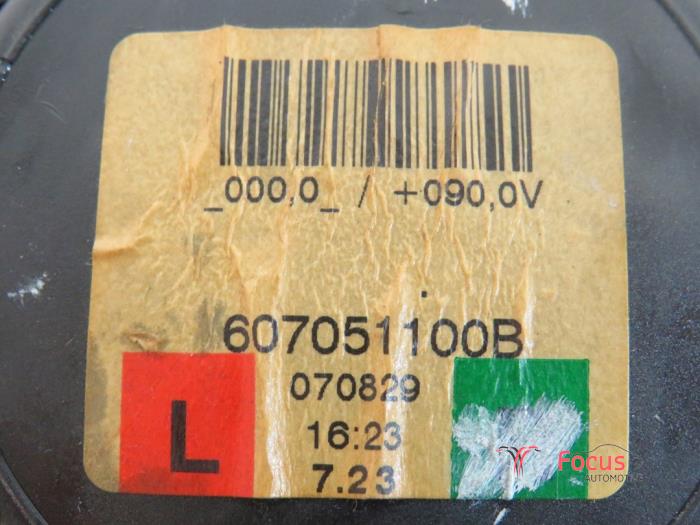 _000,0_ / +090,0V
607051100B
070829
L
16:23
7.23
Focus
AUTOMOTIVE